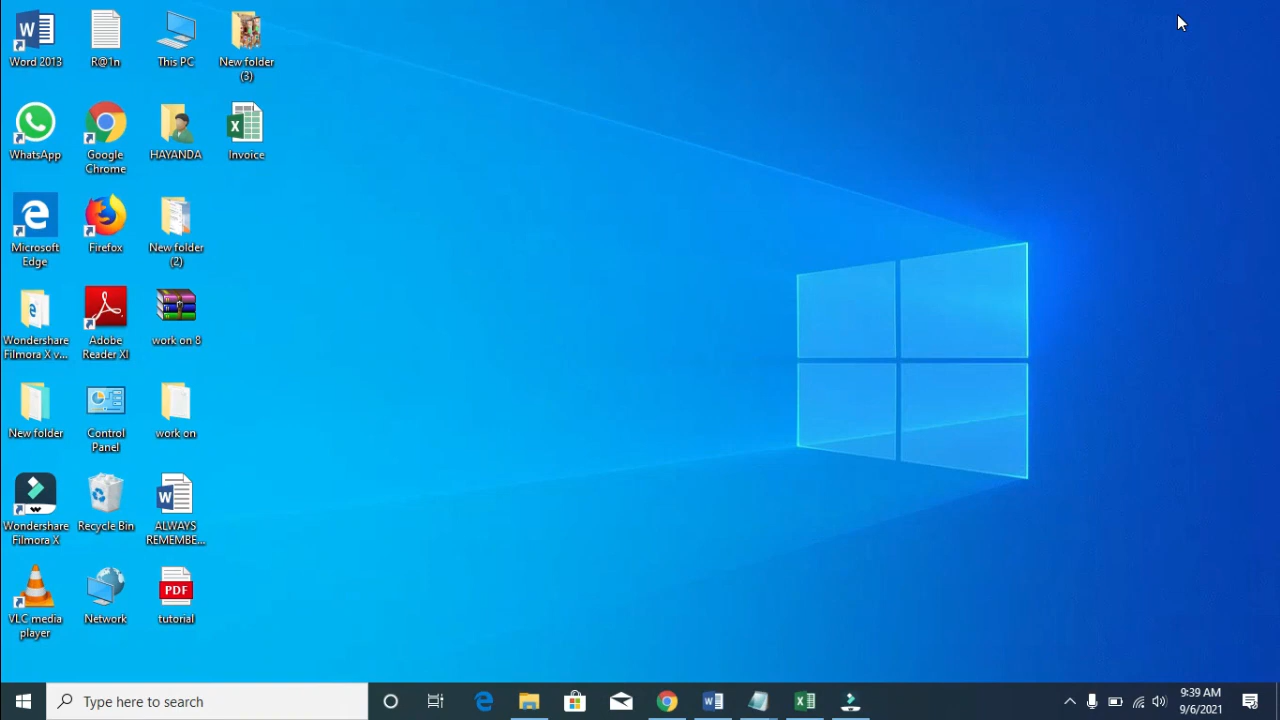 Word 2013
R@1n
This PC
New folder
(3)
WhatsApp
Google
Chrome
HAYANDA
Invoice
Microsoft
Edge
Firefox
New folder
(2)
Wondershare
Filmora X v...
Adobe
Reader XI
work on 8
New folder
Control
Panel
work on
Wondershare
Filmora X
Recycle Bin
ALWAYS
REMEMBE...
VLC media
player
Network
PDF
tutorial
Type here to search
9:39 AM
9/6/2021